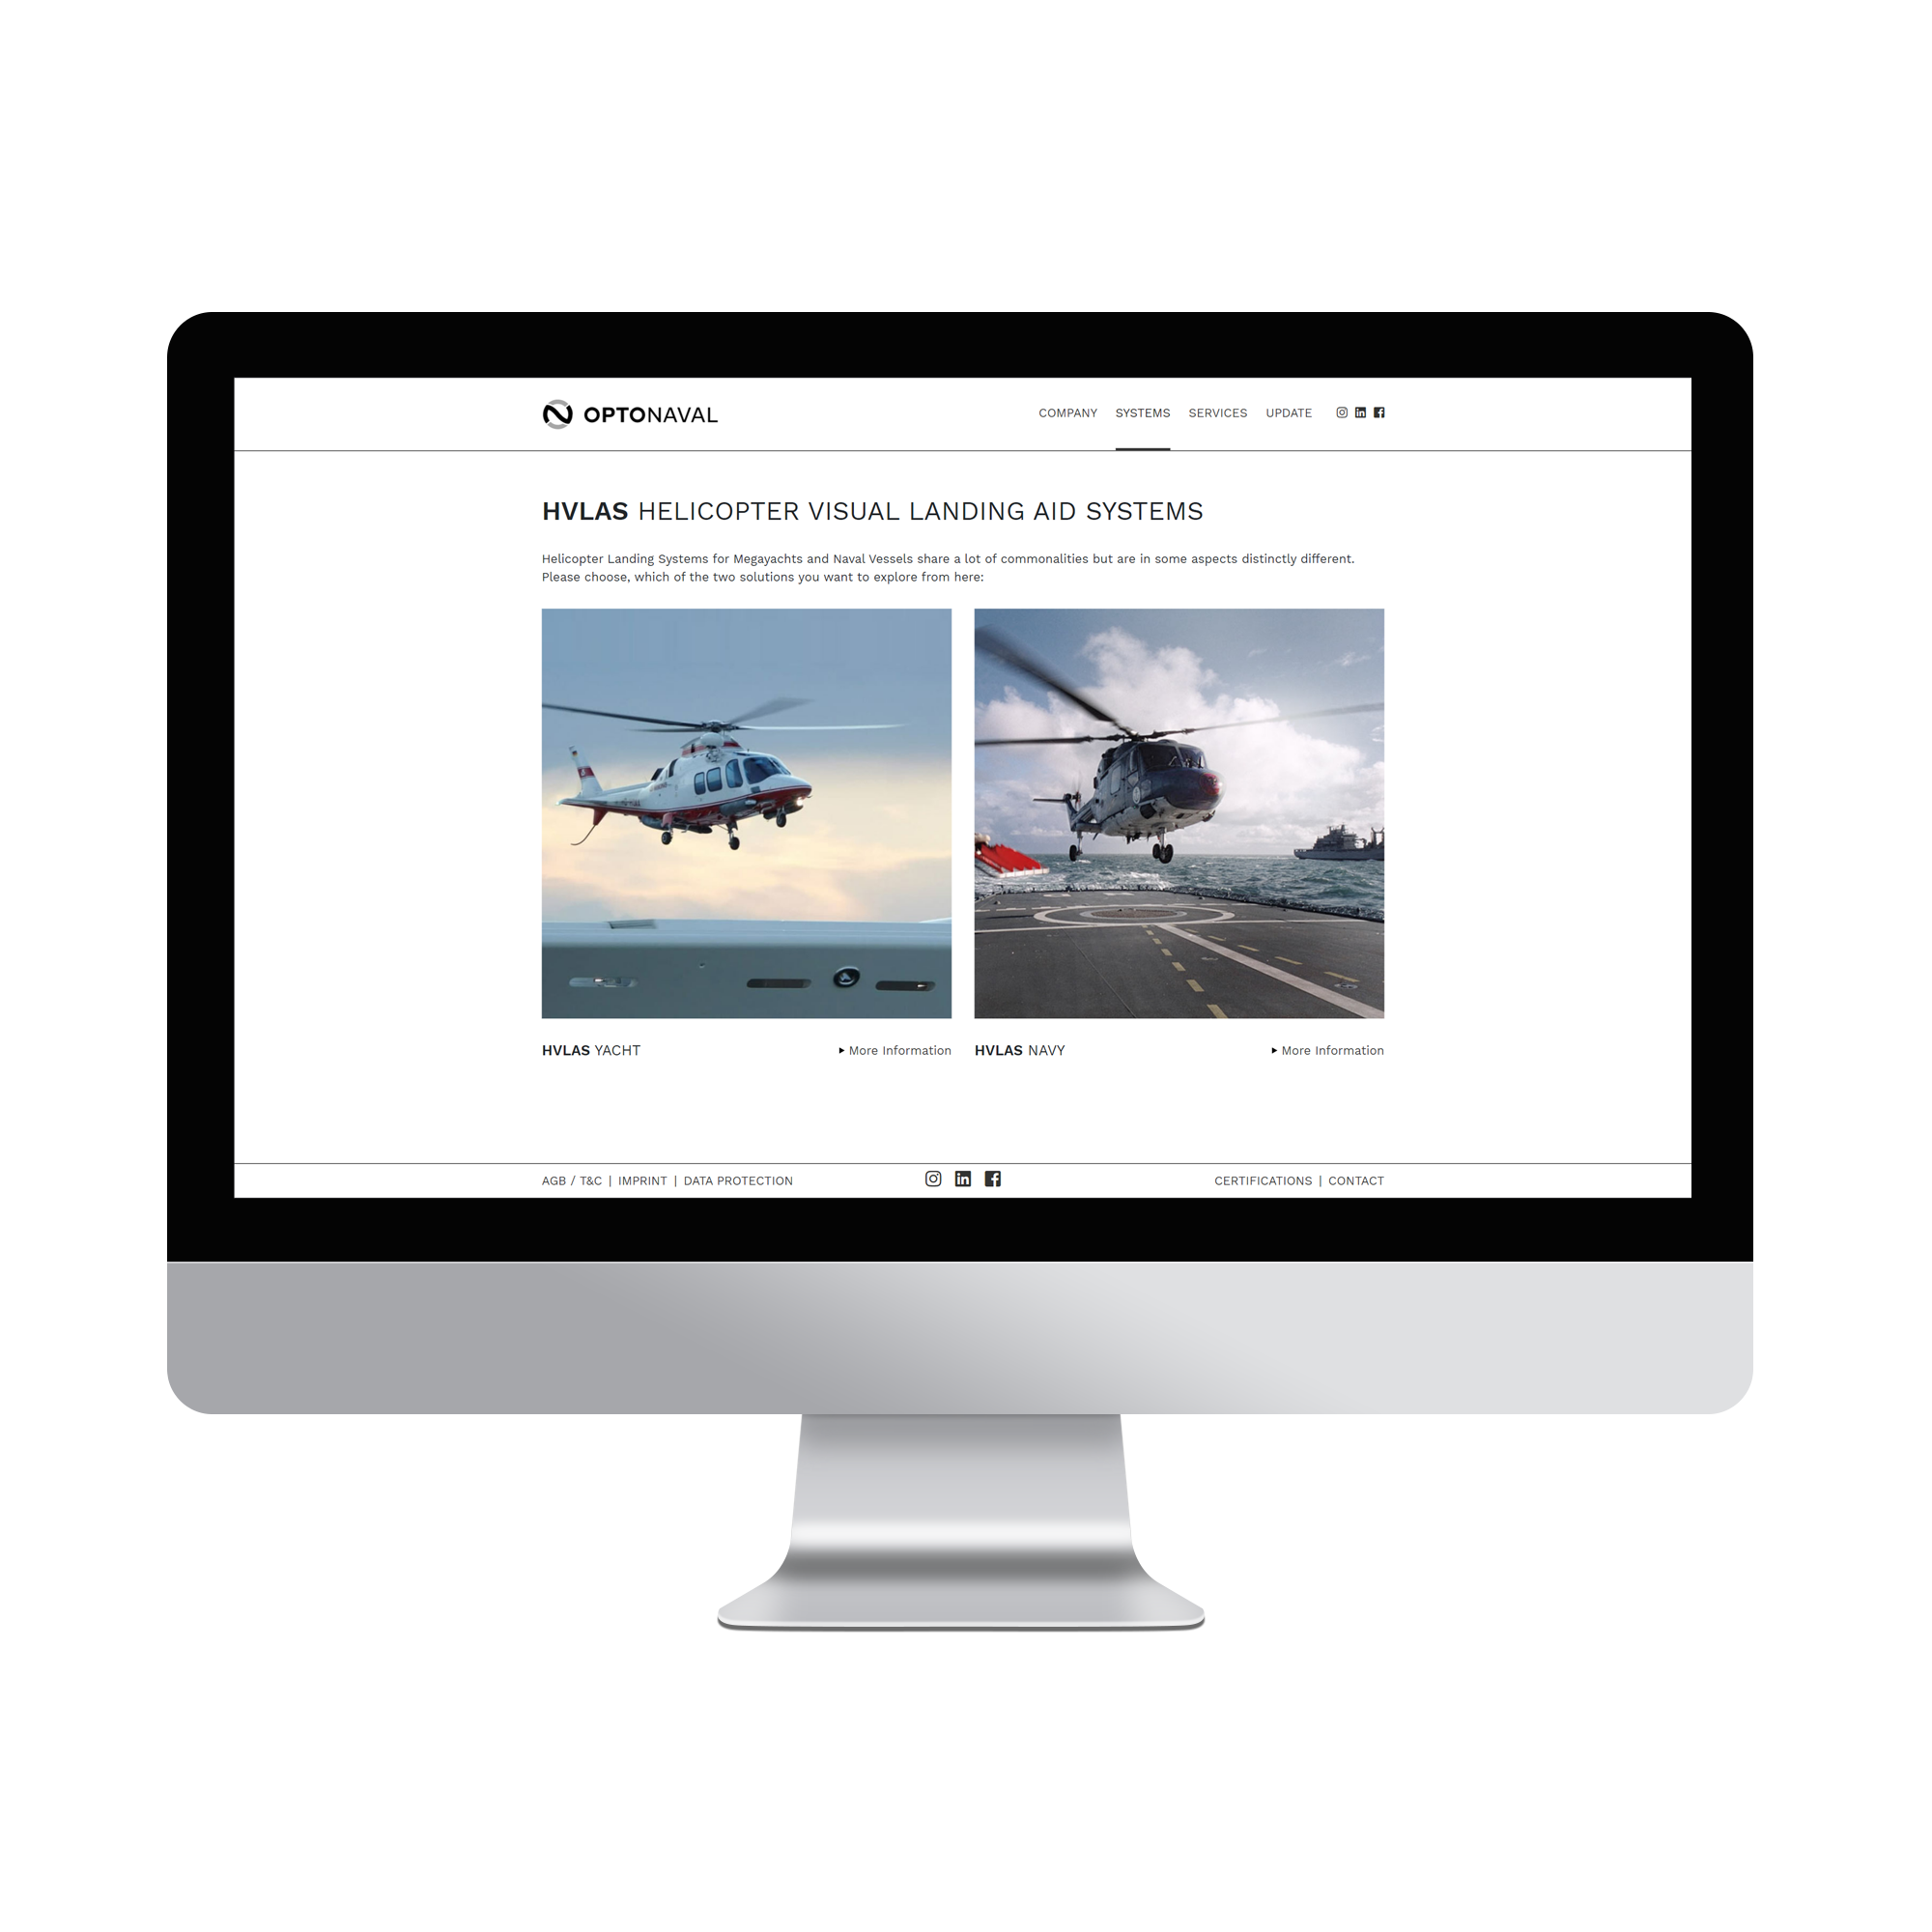 OPTONAVAL
COMPANY SYSTEMS SERVICES UPDATE
HVLAS HELICOPTER VISUAL LANDING AID SYSTEMS
Helicopter Landing Systems for Megayachts and Naval Vessels share a lot of commonalities but are in some aspects distinctly different.
Please choose, which of the two solutions you want to explore from here:
HVLAS YACHT
More Information
HVLAS NAVY
More Information
AGB / T&C | IMPRINT | DATA PROTECTION
CERTIFICATIONS | CONTACT